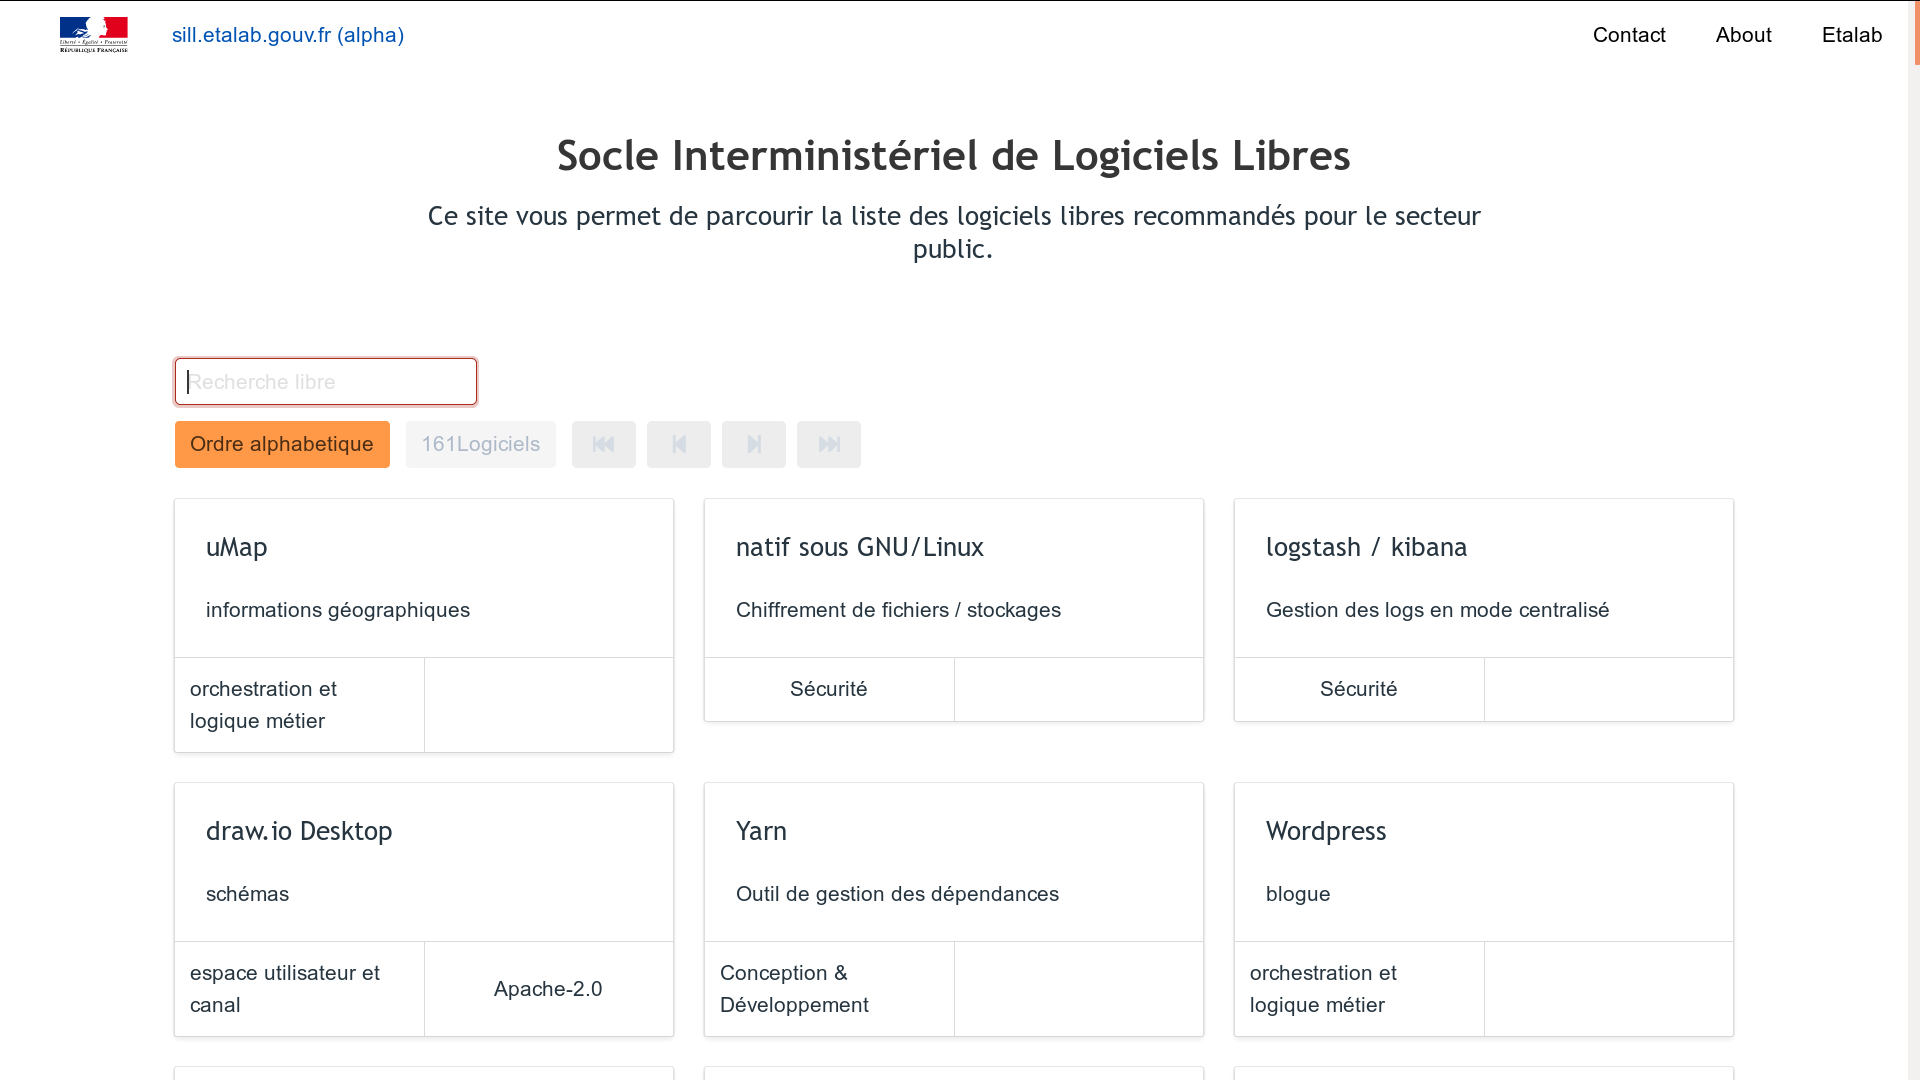 Liberté • Égalité • Fraternité
RÉPUBLIQUE FRANÇAISE
sill.etalab.gouv.fr (alpha)
Contact
About
Etalab
Socle Interministériel de Logiciels Libres
Ce site vous permet de parcourir la liste des logiciels libres recommandés pour le secteur
public.
Recherche libre
Ordre alphabetique
161Logiciels
uMap
informations géographiques
orchestration et
logique métier
natif sous GNU/Linux
Chiffrement de fichiers / stockages
Sécurité
logstash / kibana
Gestion des logs en mode centralisé
Sécurité
draw.io Desktop
schémas
espace utilisateur et
canal
Apache-2.0
Yarn
Outil de gestion des dépendances
Conception &
Développement
Wordpress
blogue
orchestration et
logique métier